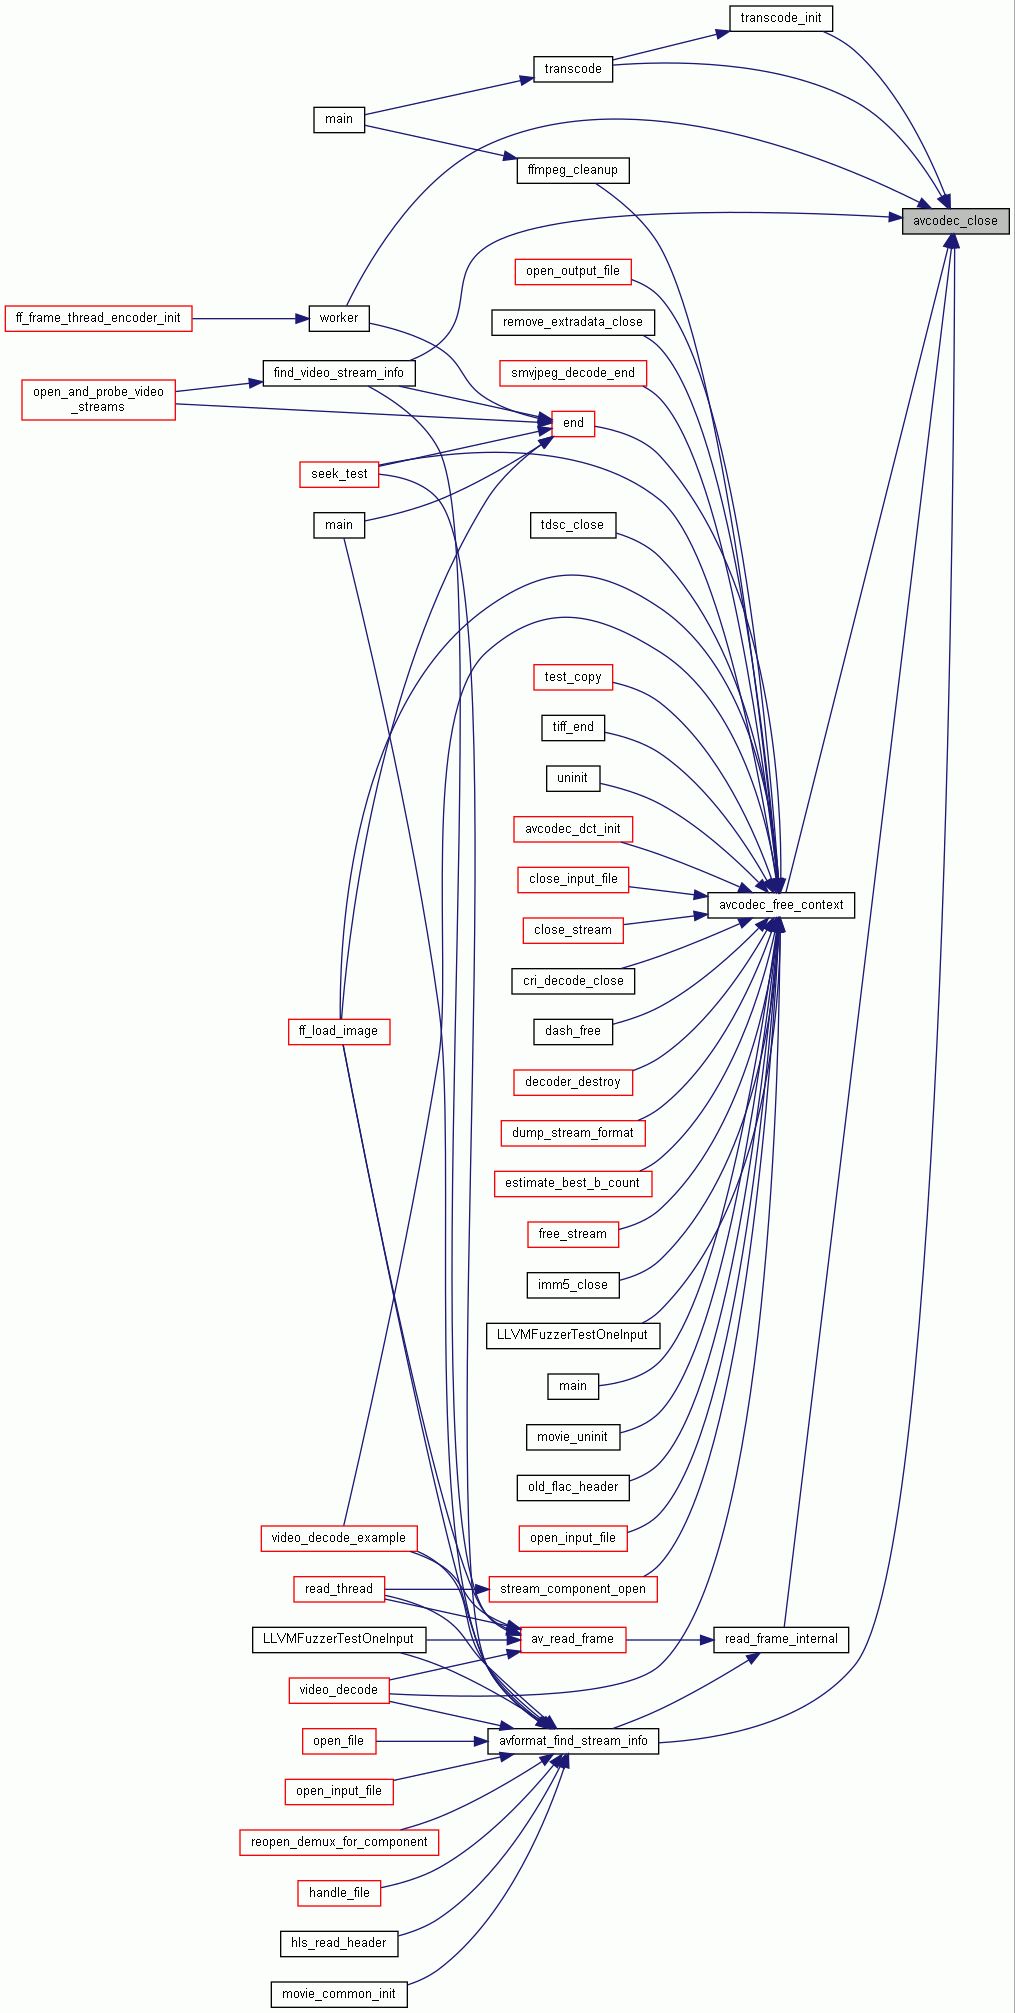 transcode_init
transcode
main
ffmpeg_cleanup
avcodec_close
open_output_file
ff_frame_thread_encoder_init
worker
remove_extradata_close
find_video_stream_info
smvjpeg_decode_end
open_and_probe_video
_streams
end
seek_test
main
tdsc_close
test_copy
tiff_end
uninit
avcodec_dct_init
close_input_file
avcodec_free_context
close_stream
cri_decode_close
ff_load_image
dash_free
decoder_destroy
dump_stream_format
estimate_best_b_count
free_stream
imm5_close
LLVMFuzzerTestOneInput
main
movie_uninit
old_flac_header
video_decode_example
open_input_file
read_thread
stream_component_open
LLVMFuzzerTestOneInput
av_read_frame
read_frame_internal
video_decode
open_file
avformat_find_stream_info
open_input_file
reopen_demux_for_component
handle_file
hls_read_header
movie_common_init